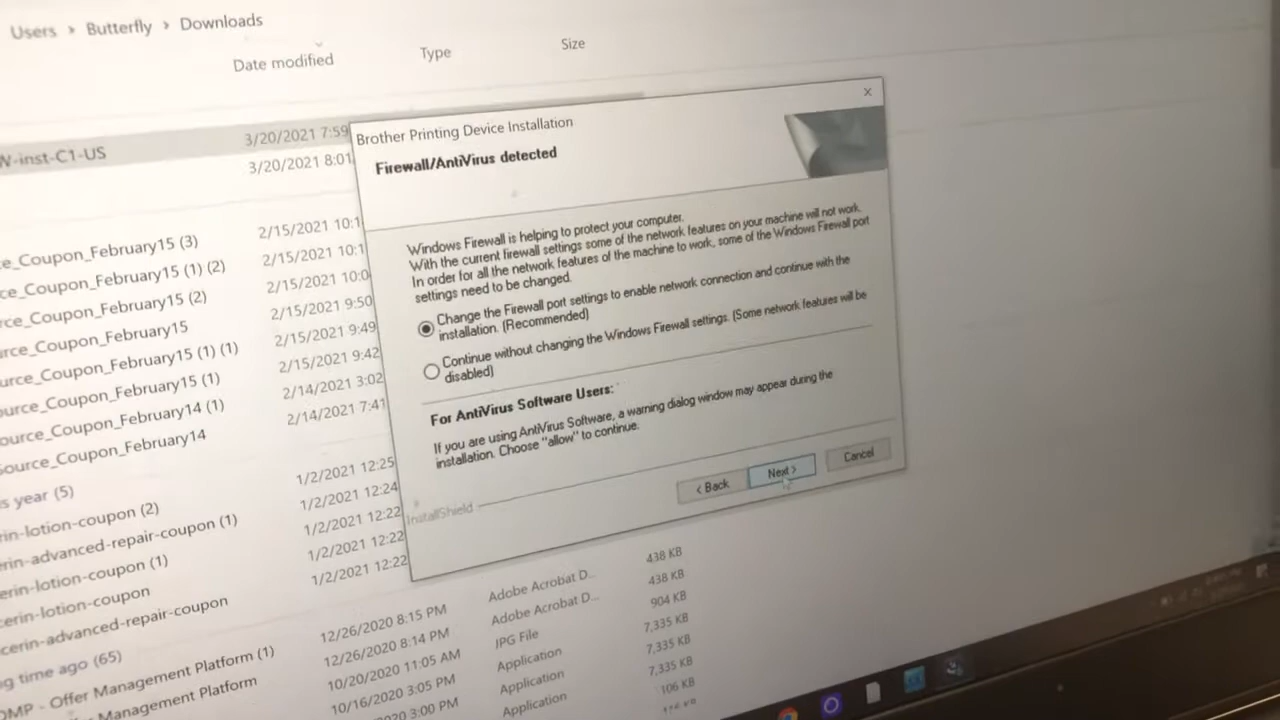 Users > Butterfly > Downloads
Date modified
Type
Size
W-inst-C1-US
3/20/2021 7:59
3/20/2021 8:01
ce_Coupon_February15 (3)
2/15/2021 10:1
rce_Coupon_February15 (1) (2)
2/15/2021 10:1
rce_Coupon_February15 (2)
2/15/2021 10:0
urce_Coupon_February15
2/15/2021 9:50
urce_Coupon_February15 (1) (1)
2/15/2021 9:49
ource_Coupon_February15 (1)
2/15/2021 9:42
ource_Coupon_February14 (1)
2/14/2021 3:02
Source_Coupon_February14
2/14/2021 7:41
s year (5)
erin-lotion-coupon (2)
1/2/2021 12:25
erin-advanced-repair-coupon (1)
1/2/2021 12:24
cerin-lotion-coupon (1)
1/2/2021 12:22
cerin-lotion-coupon
1/2/2021 12:22
cerin-advanced-repair-coupon
1/2/2021 12:22
g time ago (65)
OMP - Offer Management Platform (1)
12/26/2020 8:15 PM
Adobe Acrobat D...
438 KB
Management Platform
12/26/2020 8:14 PM
Adobe Acrobat D...
438 KB
10/20/2020 11:05 AM
JPG File
904 KB
10/16/2020 3:05 PM
Application
7,335 KB
2020 3:00 PM
Application
7,335 KB
Application
7,335 KB
106 KB
Brother Printing Device Installation
X
Firewall/AntiVirus detected
Windows Firewall is helping to protect your computer.
With the current firewall settings some of the network features on your machine will not work.
In order for all the network features of the machine to work, some of the Windows Firewall port
settings need to be changed.
Change the Firewall port settings to enable network connection and continue with the
installation. (Recommended)
Continue without changing the Windows Firewall settings. (Some network features will be
disabled)
For AntiVirus Software Users:
If you are using AntiVirus Software, a warning dialog window may appear during the
installation. Choose "allow" to continue.
InstallShield
< Back
Next >
Cancel